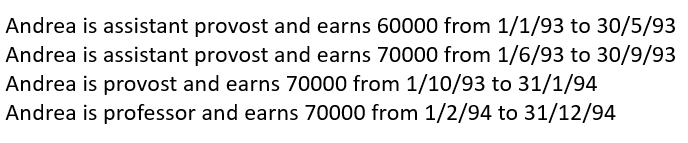 Andrea is assistant provost and earns 60000 from 1/1/93 to 30/5/93
Andrea is assistant provost and earns 70000 from 1/6/93 to 30/9/93
Andrea is provost and earns 70000 from 1/10/93 to 31/1/94
Andrea is professor and earns 70000 from 1/2/94 to 31/12/94